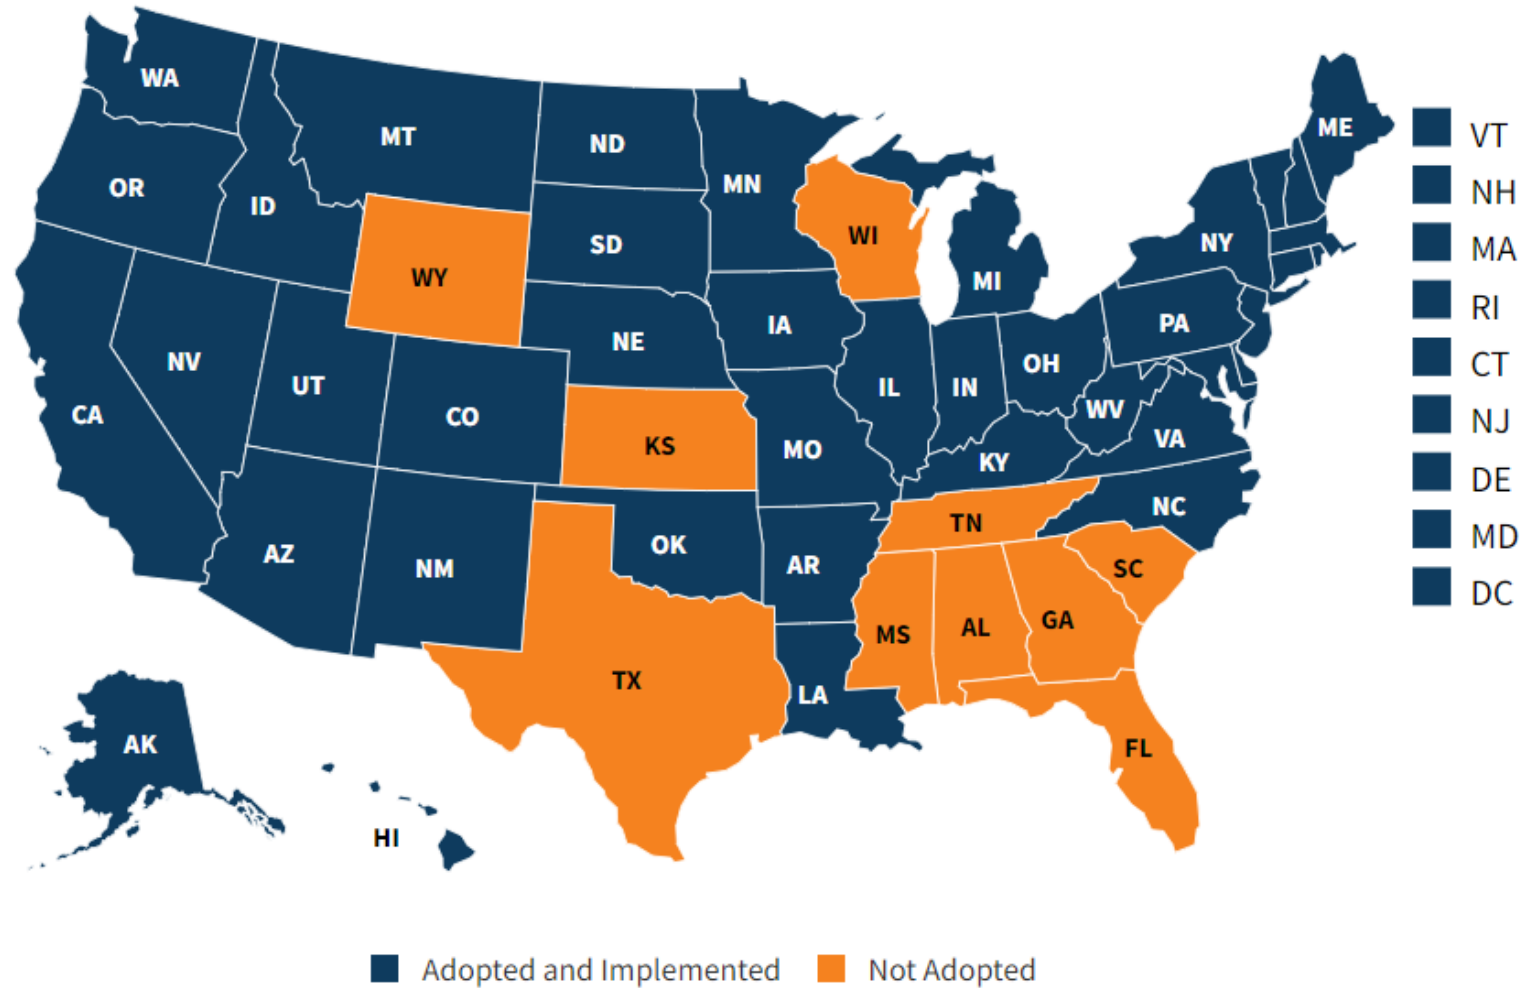 WA
MT
ND
MN
ME
OR
ID
SD
WI
MI
NY
WY
IA
PA
NE
NV
UT
CO
IL
IN
OH
WV
VA
CA
KS
MO
KY
NC
TN
AZ
NM
OK
AR
SC
MS
AL
GA
TX
LA
FL
AK
HI
VT
NH
MA
RI
CT
NJ
DE
MD
DC
Adopted and Implemented
Not Adopted